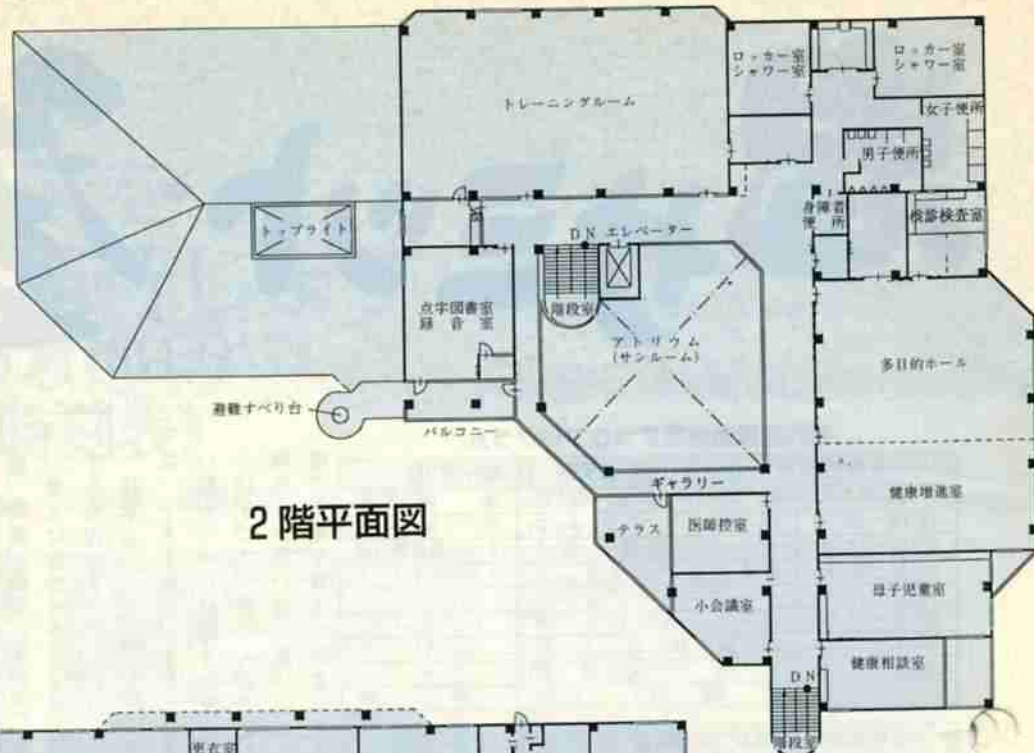 トレーニングルーム
ロッカー室
シャワー室
ロッカー室
シャワー室
女子便所
男子便所
身障者
便所
検診検査室
トップライト
DN エレベーター
階段室
点字図書室
録音室
アトリウム
(サンルーム)
多目的ホール
避難すべり台
バルコニー
ギャラリー
健康増進室
2階平面図
テラス
医師控室
小会議室
母子児童室
健康相談室
DN
階段室
更衣室